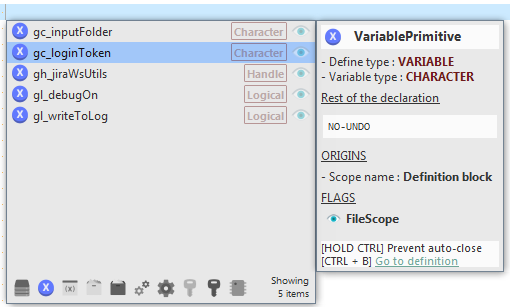 X gc_inputFolder Character
X gc_loginToken Character
X gh_jiraWsUtils Handle
X gl_debugOn Logical
X gl_writeToLog Logical
X (x)
Showing
5 items
X VariablePrimitive
- Define type : VARIABLE
- Variable type : CHARACTER
Rest of the declaration
NO-UNDO
ORIGINS
- Scope name : Definition block
FLAGS
FileScope
[HOLD CTRL] Prevent auto-close
[CTRL + B] Go to definition